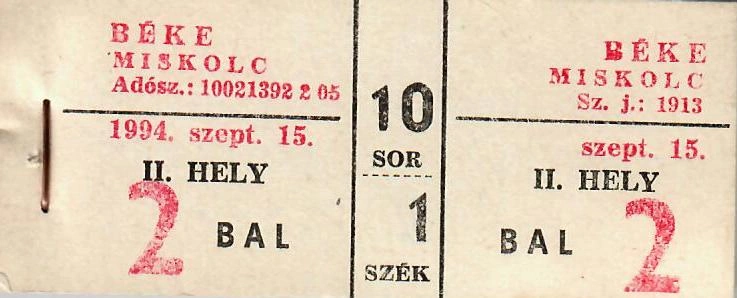 BÉKE
MISKOLC
Adósz.: 10021392 2 05
1994. szept. 15.
II. HELY
2 BAL
10
SOR
1
SZÉK
BÉKE
MISKOLC
Sz. j.: 1913
szept. 15.
II. HELY
BAL 2